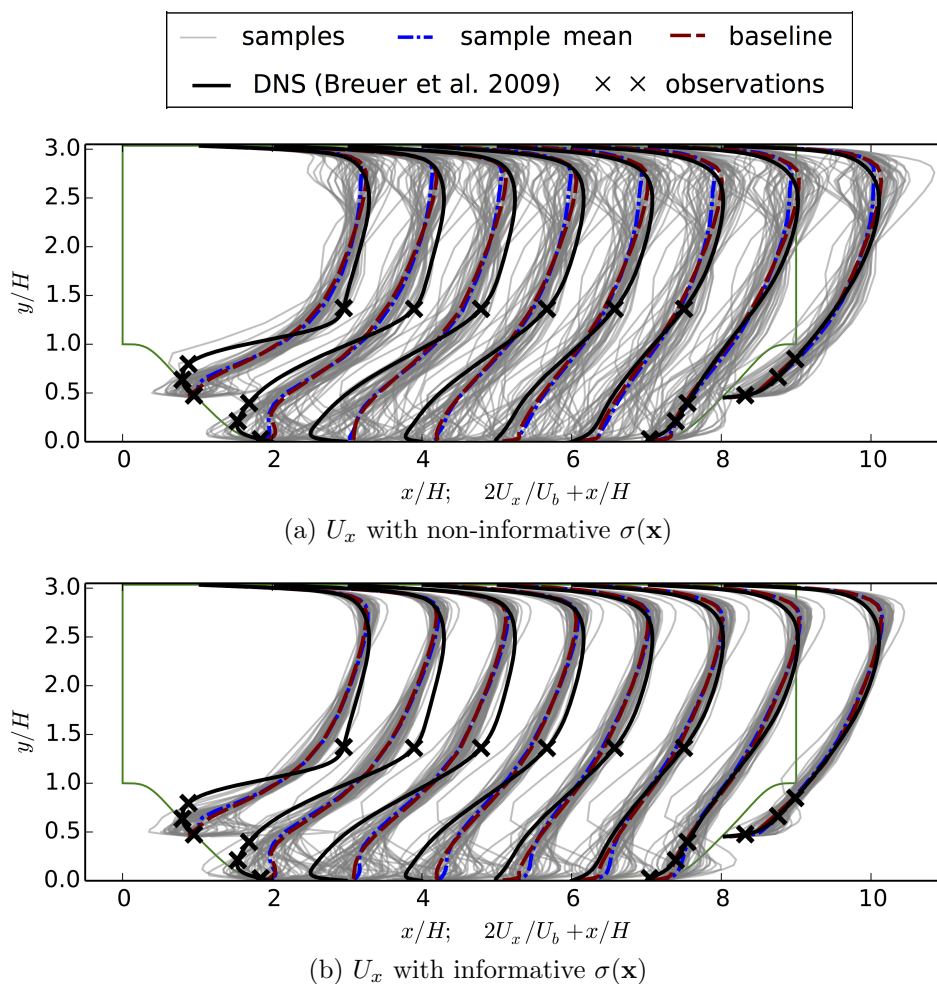 samples sample mean baseline
DNS (Breuer et al. 2009) × × observations
3.0
2.5
2.0
1.5
1.0
0.5
0.0
y/H
0 2 4 6 8 10
x/H; 2U_x/U_b + x/H
(a) U_x with non-informative σ(x)
3.0
2.5
2.0
1.5
1.0
0.5
0.0
y/H
0 2 4 6 8 10
x/H; 2U_x/U_b + x/H
(b) U_x with informative σ(x)